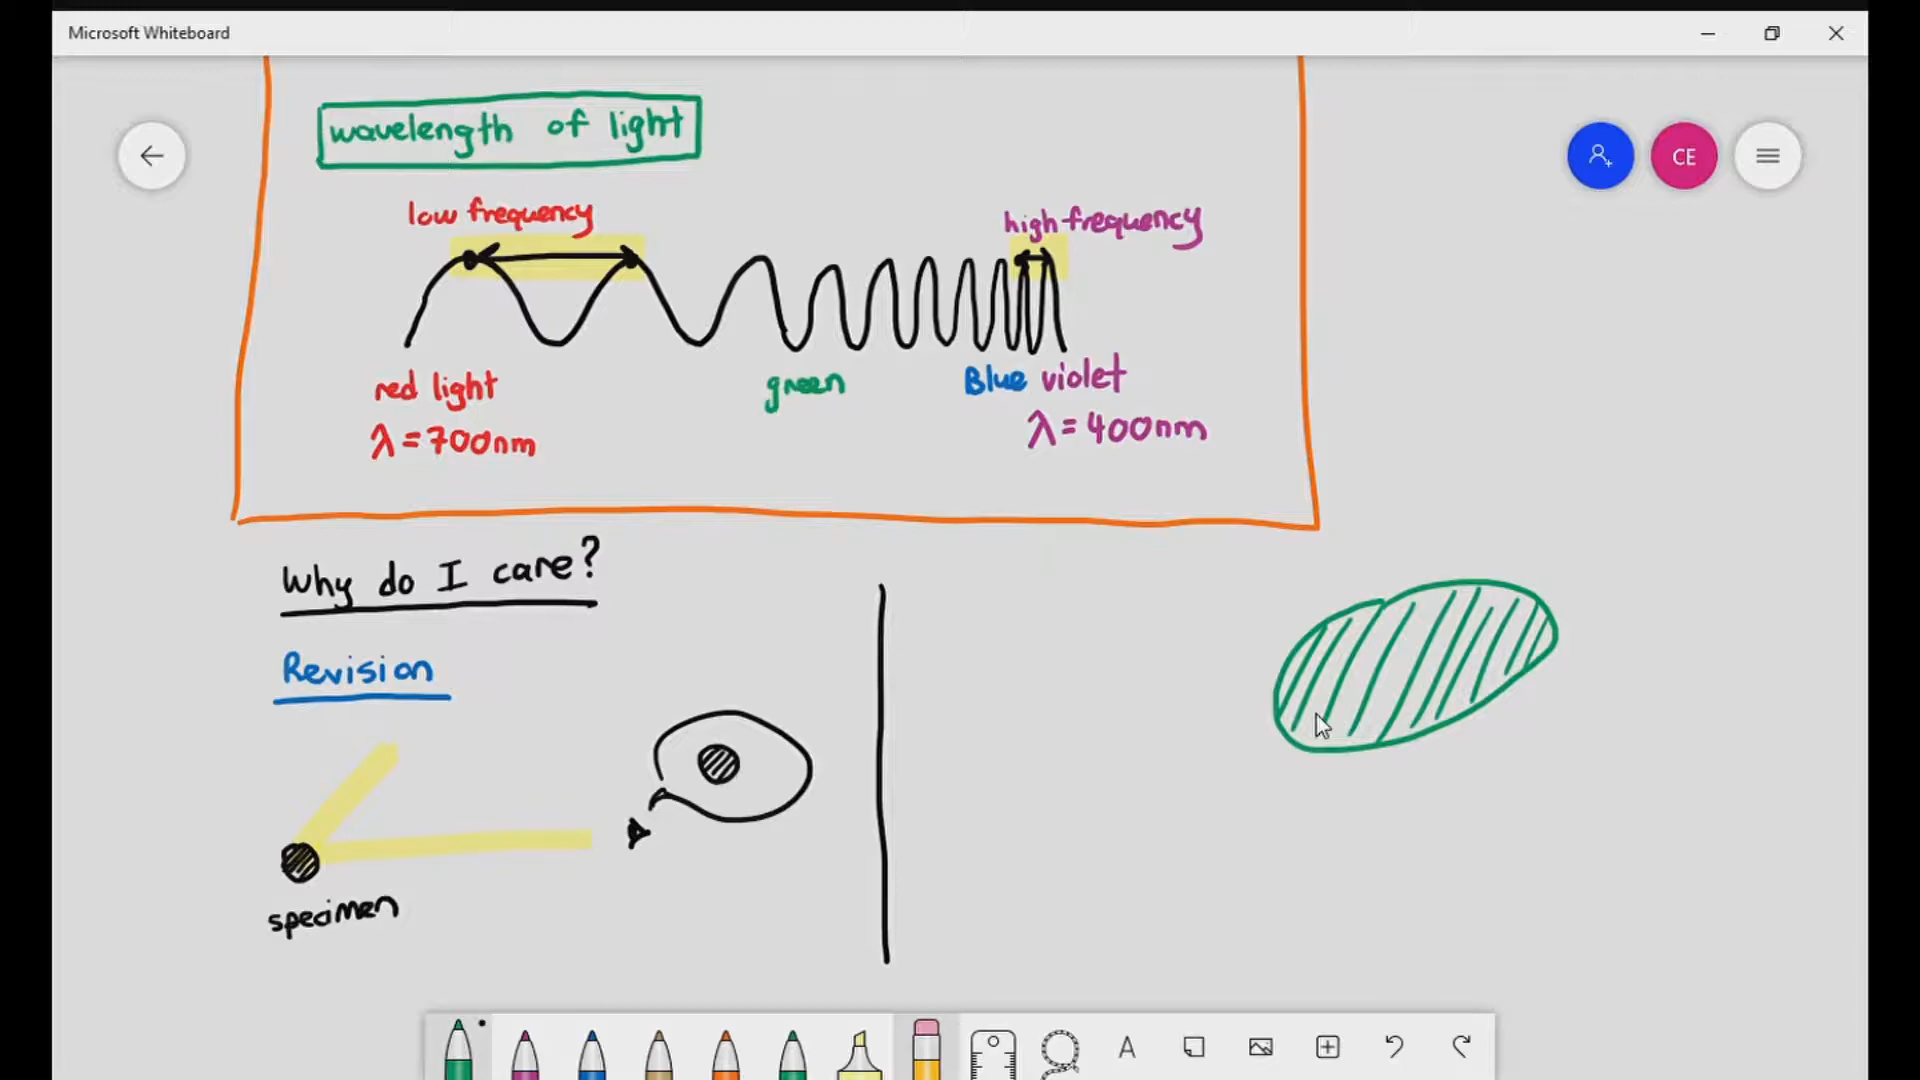 Microsoft Whiteboard
wavelength of light
CE
low frequency
high frequency
red light
green
Blue violet
λ = 700nm
λ = 400nm
Why do I care?
Revision
specimen
A